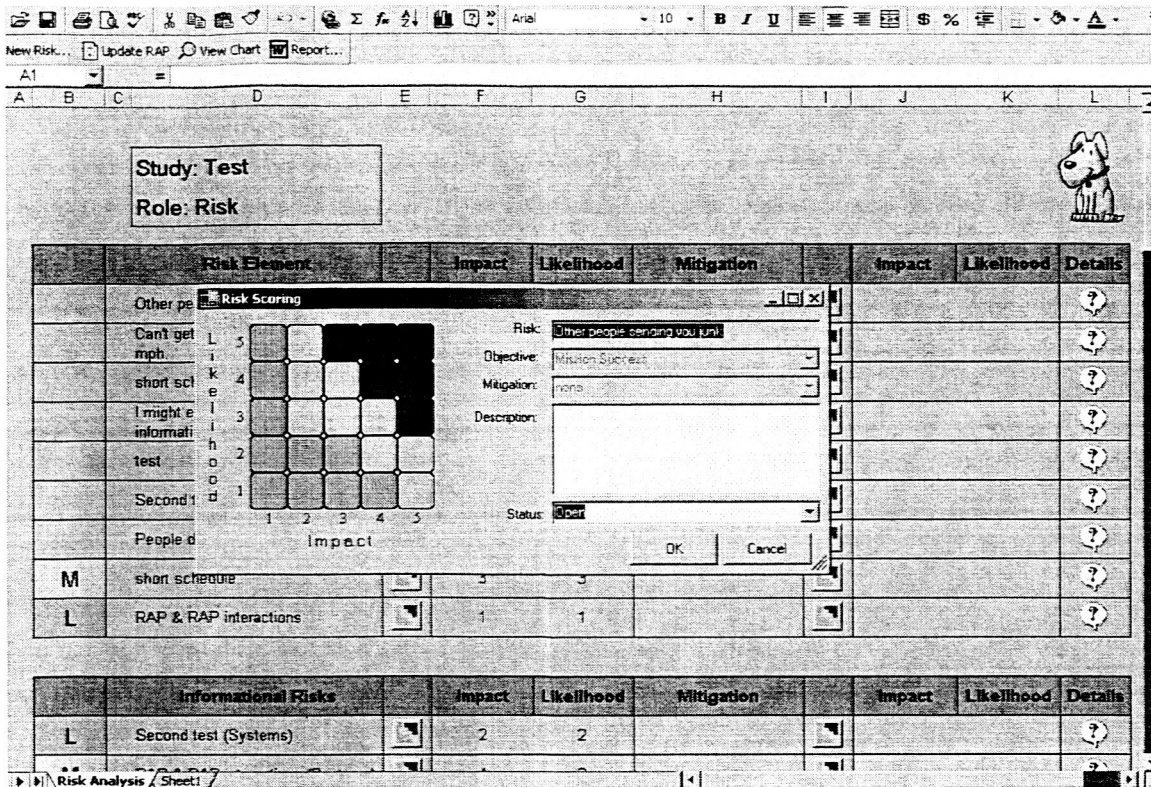 Arial 10 B I U $ %
New Risk... Update RAP View Chart Report...
A1 =
A B C D E F G H I J K L
Study: Test
Role: Risk
Risk Element Impact Likelihood Mitigation Impact Likelihood Details
Other pe
Can't get
mph
short sch
I might e
informati
test
Second t
People d
M short schedule 3 3
L RAP & RAP interactions 1 1
Risk Scoring
Likelihood
5
4
3
2
1
1 2 3 4 5
Impact
Risk: Other people sending you junk
Objective: Mission Success
Mitigation: none
Description:
Status: Open
OK Cancel
Informational Risks Impact Likelihood Mitigation Impact Likelihood Details
L Second test (Systems) 2 2
Risk Analysis Sheet1